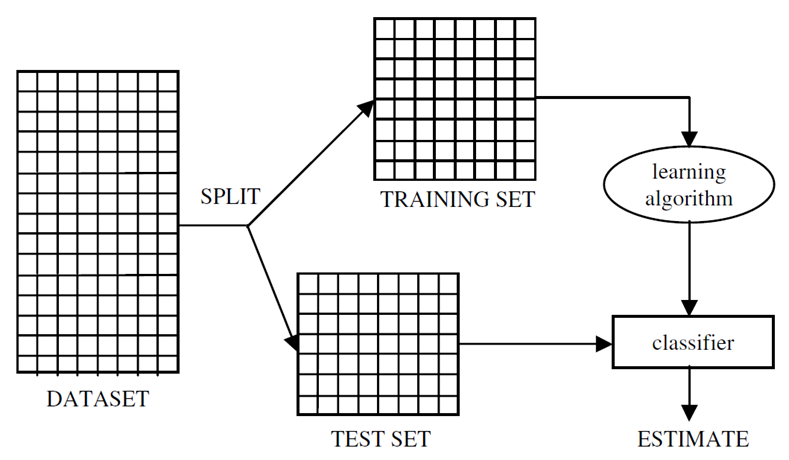 SPLIT
TRAINING SET
learning
algorithm
classifier
DATASET
TEST SET
ESTIMATE